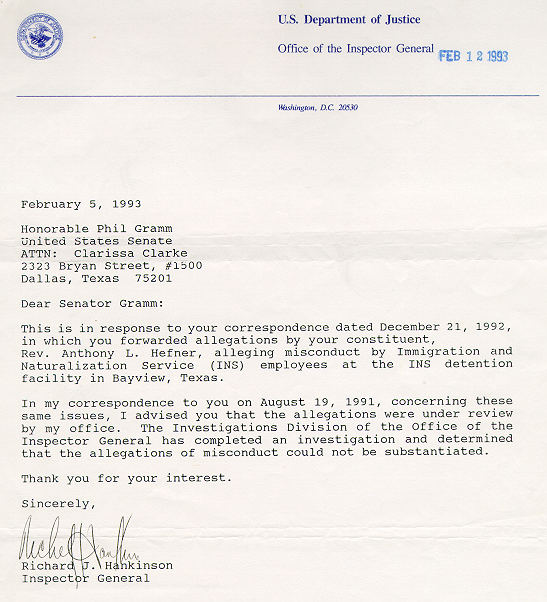 U.S. Department of Justice
Office of the Inspector General
FEB 12 1993
Washington, D.C. 20530
February 5, 1993
Honorable Phil Gramm
United States Senate
ATTN: Clarissa Clarke
2323 Bryan Street, #1500
Dallas, Texas 75201
Dear Senator Gramm:
This is in response to your correspondence dated December 21, 1992,
in which you forwarded allegations by your constituent,
Rev. Anthony L. Hefner, alleging misconduct by Immigration and
Naturalization Service (INS) employees at the INS detention
facility in Bayview, Texas.
In my correspondence to you on August 19, 1991, concerning these
same issues, I advised you that the allegations were under review
by my office. The Investigations Division of the Office of the
Inspector General has completed an investigation and determined
that the allegations of misconduct could not be substantiated.
Thank you for your interest.
Sincerely,
Richard J. Hankinson
Inspector General